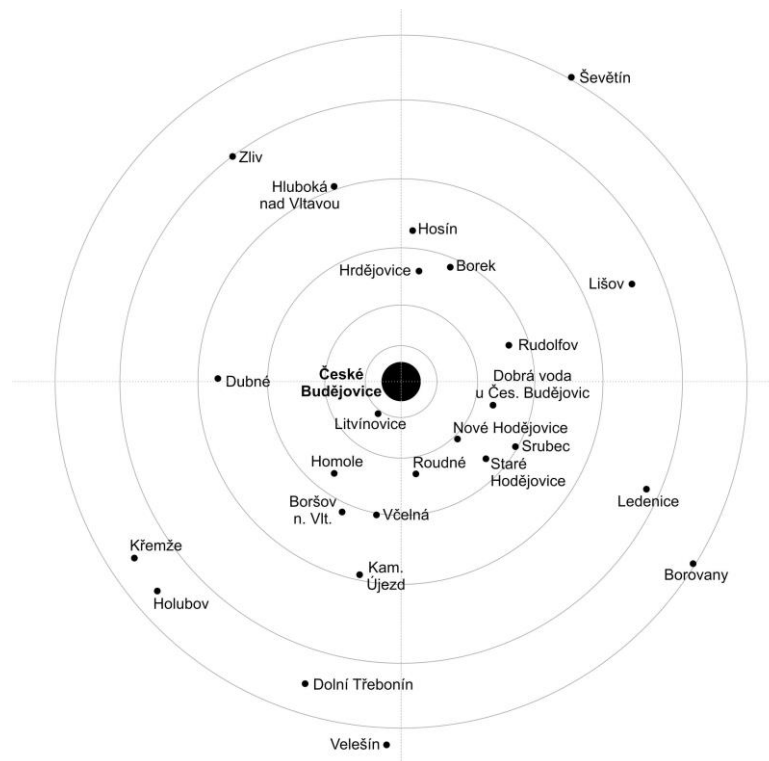 Ševětín
Zliv
Hluboká
nad Vltavou
Hosín
Hrdějovice
Borek
Lišov
Rudolfov
Dubné
České
Budějovice
Dobrá voda
u Čes. Budějovic
Litvínovice
Nové Hodějovice
Srubec
Homole
Roudné
Staré
Hodějovice
Boršov
n. Vlt.
Včelná
Ledenice
Křemže
Kam.
Újezd
Borovany
Holubov
Dolní Třebonín
Velešín